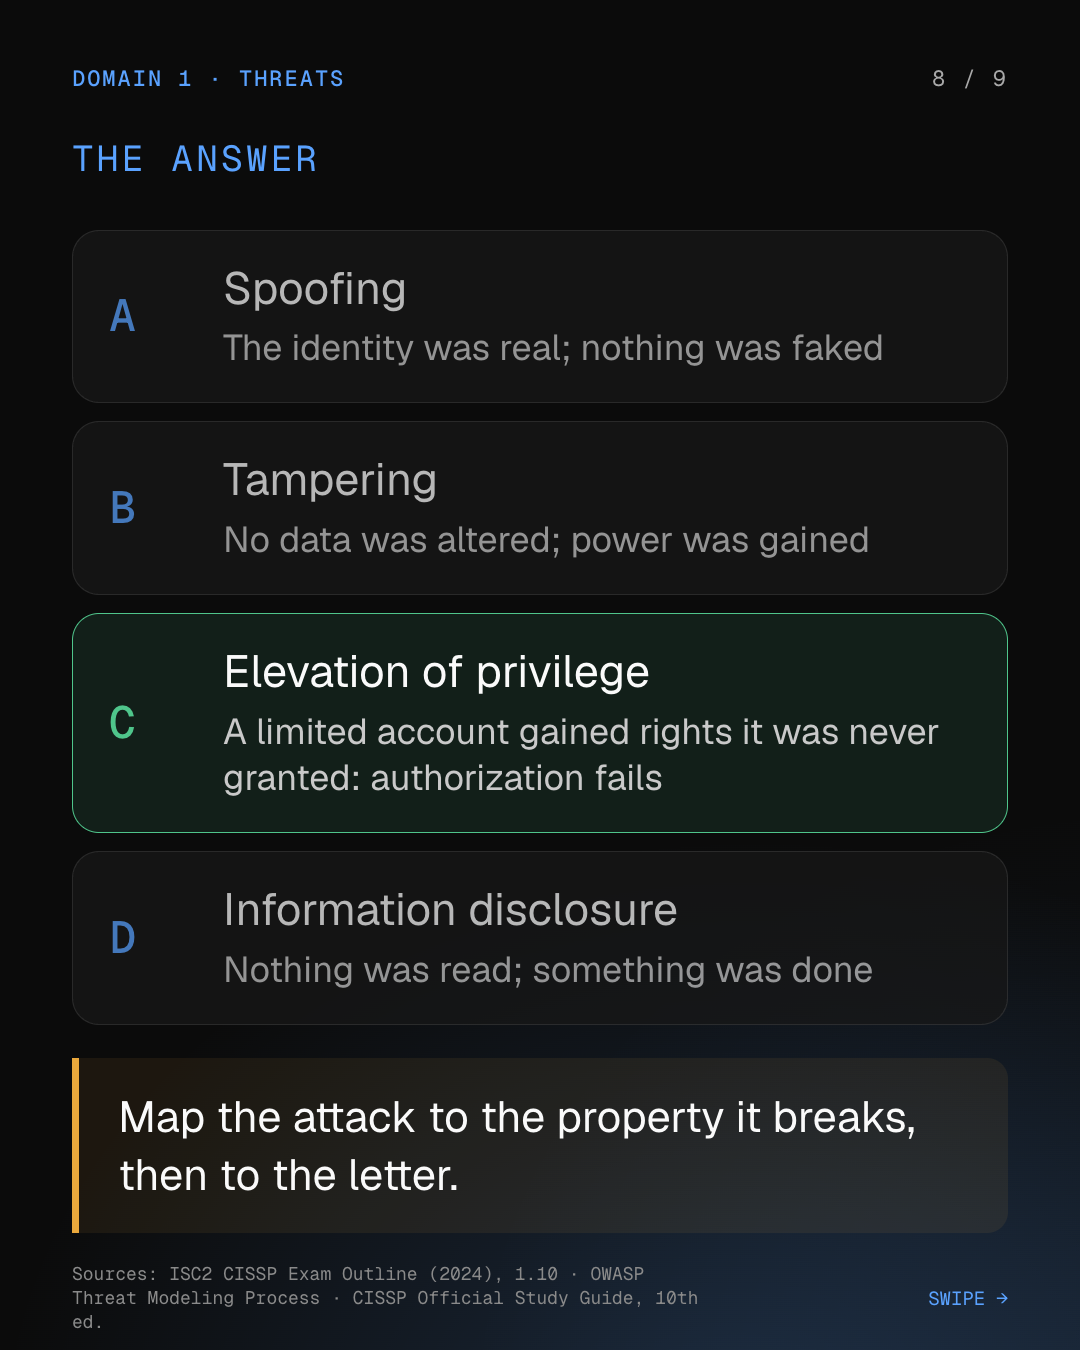 DOMAIN 1 · THREATS
8 / 9
THE ANSWER
A
Spoofing
The identity was real; nothing was faked
B
Tampering
No data was altered; power was gained
C
Elevation of privilege
A limited account gained rights it was never
granted: authorization fails
D
Information disclosure
Nothing was read; something was done
Map the attack to the property it breaks,
then to the letter.
Sources: ISC2 CISSP Exam Outline (2024), 1.10 · OWASP
Threat Modeling Process · CISSP Official Study Guide, 10th
ed.
SWIPE →